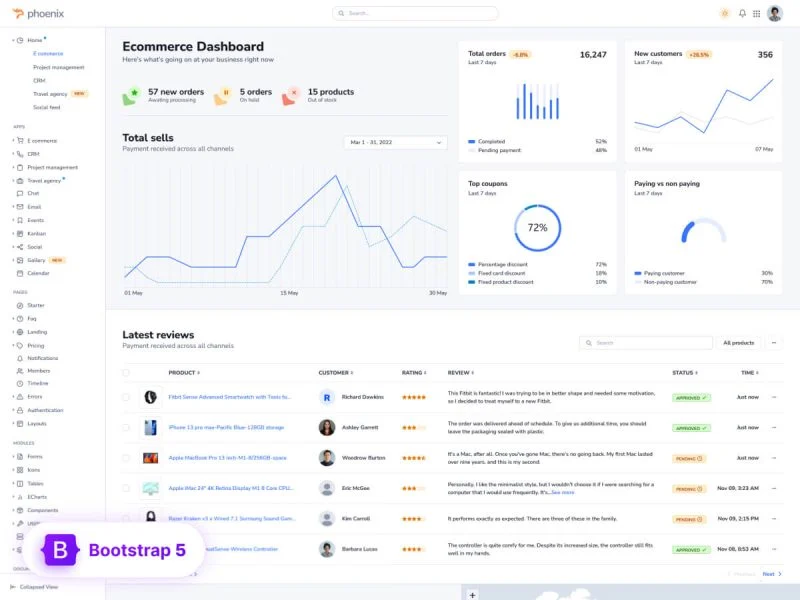 phoenix
Search...
Home
E commerce
Project management
CRM
Travel agency NEW
Social feed
APPS
E commerce
CRM
Project management
Travel agency
Chat
Email
Events
Kanban
Social
Gallery NEW
Calendar
PAGES
Starter
Faq
Landing
Pricing
Notifications
Members
Timeline
Errors
Authentication
Layouts
MODULES
Forms
Icons
Tables
ECharts
Components
Collapsed View
Ecommerce Dashboard
Here's what's going on at your business right now
57 new orders
Awaiting processing
5 orders
On hold
15 products
Out of stock
Total sells
Payment received across all channels
Mar 1 - 31, 2022
01 May
15 May
30 May
Total orders -6.8%
Last 7 days
16,247
Completed 52%
Pending payment 48%
New customers +26.5%
Last 7 days
356
01 May
07 May
Top coupons
Last 7 days
72%
Percentage discount 72%
Fixed card discount 18%
Fixed product discount 10%
Paying vs non paying
Last 7 days
Paying customer 30%
Non-paying customer 70%
Latest reviews
Payment received across all channels
Search
All products
PRODUCT CUSTOMER RATING REVIEW STATUS TIME
Fitbit Sense Advanced Smartwatch with Tools fo...
R Richard Dawkins
This Fitbit is fantastic! I was trying to be in better shape and needed some motivation,
so I decided to treat myself to a new Fitbit.
APPROVED
Just now
iPhone 13 pro max-Pacific Blue-128GB storage
Ashley Garrett
The order was delivered ahead of schedule. To give us additional time, you should
leave the packaging sealed with plastic.
APPROVED
Just now
Apple MacBook Pro 13 inch-M1-8/256GB-space
Woodrow Burton
It's a Mac, after all. Once you've gone Mac, there's no going back. My first Mac lasted
over nine years, and this is my second.
PENDING
Just now
Apple iMac 24" 4K Retina Display M1 8 Core CPU...
Eric McGee
Personally, I like the minimalist style, but I wouldn't choose it if I were searching for a
computer that I would use frequently. It's...See more
PENDING
Nov 09, 3:23 AM
Razer Kraken v3 x Wired 7.1 Surround Sound Gam...
Kim Carroll
It performs exactly as expected. There are three of these in the family.
PENDING
Nov 09, 2:15 PM
DualSense Wireless Controller
Barbara Lucas
The controller is quite comfy for me. Despite its increased size, the controller still fits
well in my hands.
APPROVED
Nov 08, 8:53 AM
Previous
Next
B Bootstrap 5